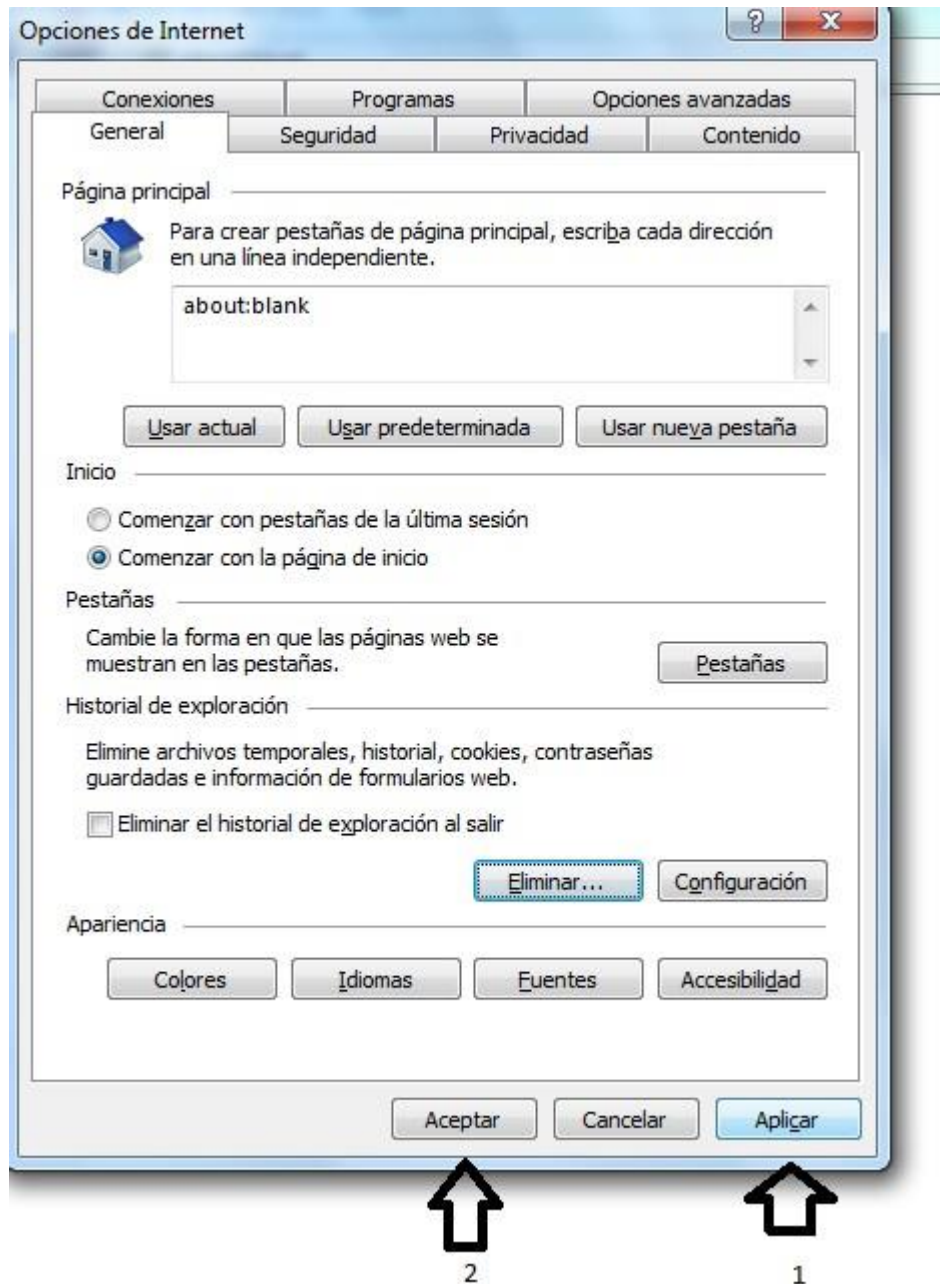 Opciones de Internet
Conexiones Programas Opciones avanzadas
General Seguridad Privacidad Contenido
Página principal
Para crear pestañas de página principal, escriba cada dirección
en una línea independiente.
about:blank
Usar actual Usar predeterminada Usar nueva pestaña
Inicio
Comenzar con pestañas de la última sesión
Comenzar con la página de inicio
Pestañas
Cambie la forma en que las páginas web se
muestran en las pestañas.
Pestañas
Historial de exploración
Elimine archivos temporales, historial, cookies, contraseñas
guardadas e información de formularios web.
Eliminar el historial de exploración al salir
Eliminar... Configuración
Apariencia
Colores Idiomas Fuentes Accesibilidad
Aceptar Cancelar Aplicar
2 1